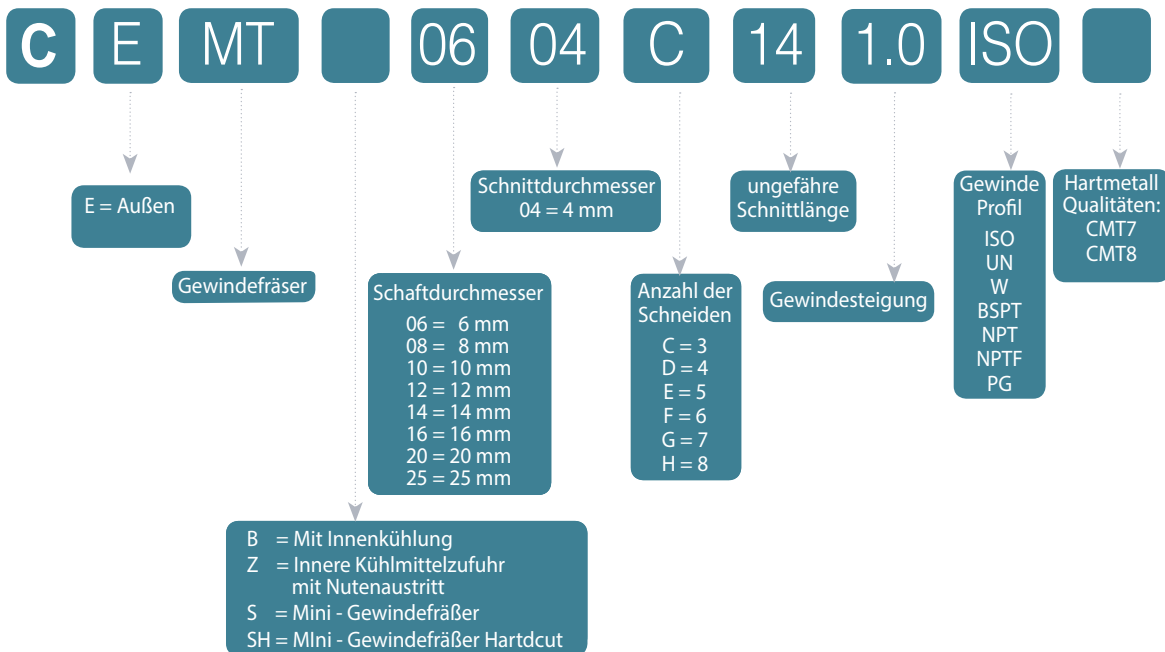 C E MT 06 04 C 14 1.0 ISO
E = Außen
Gewindefräser
B = Mit Innenkühlung
Z = Innere Kühlmittelzufuhr
mit Nutenaustritt
S = Mini - Gewindefräßer
SH = MIni - Gewindefräßer Hartdcut
Schaftdurchmesser
06 = 6 mm
08 = 8 mm
10 = 10 mm
12 = 12 mm
14 = 14 mm
16 = 16 mm
20 = 20 mm
25 = 25 mm
Schnittdurchmesser
04 = 4 mm
Anzahl der
Schneiden
C = 3
D = 4
E = 5
F = 6
G = 7
H = 8
ungefähre
Schnittlänge
Gewindesteigung
Gewinde
Profil
ISO
UN
W
BSPT
NPT
NPTF
PG
Hartmetall
Qualitäten:
CMT7
CMT8